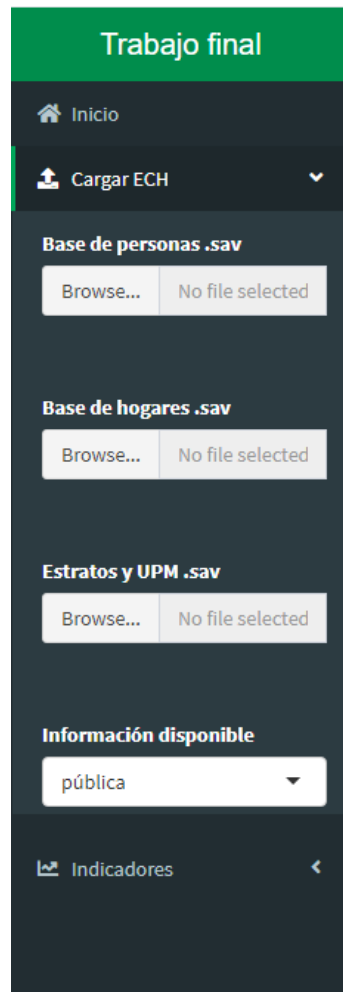 Trabajo final
Inicio
Cargar ECH
Base de personas .sav
Browse... No file selected
Base de hogares .sav
Browse... No file selected
Estratos y UPM .sav
Browse... No file selected
Información disponible
pública
Indicadores